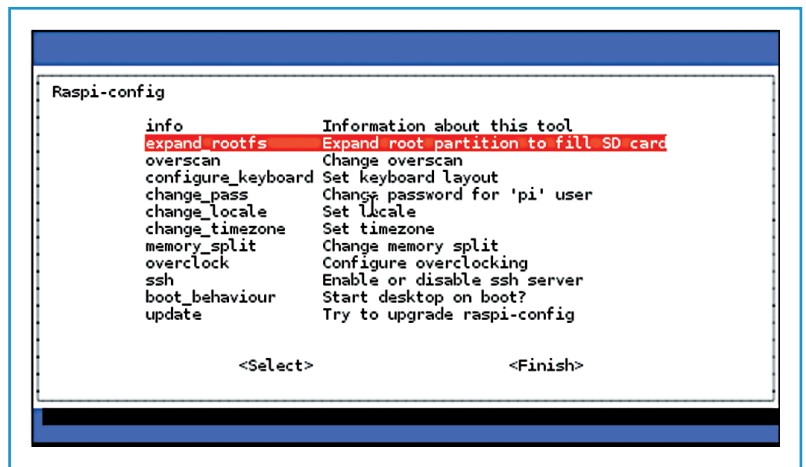 Raspi-config
info Information about this tool
expand_rootfs Expand root partition to fill SD card
overscan Change overscan
configure_keyboard Set keyboard layout
change_pass Change password for 'pi' user
change_locale Set locale
change_timezone Set timezone
memory_split Change memory split
overclock Configure overclocking
ssh Enable or disable ssh server
boot_behaviour Start desktop on boot?
update Try to upgrade raspi-config
<Select> <Finish>